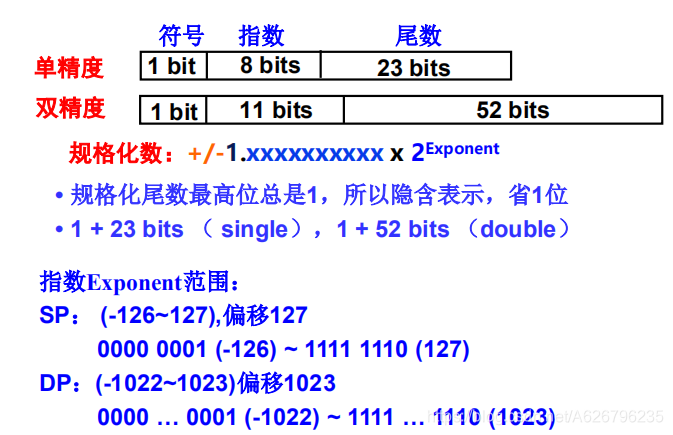 符号 指数 尾数
单精度 1 bit 8 bits 23 bits
双精度 1 bit 11 bits 52 bits
规格化数：+/-1.xxxxxxxxxx x 2^Exponent
• 规格化尾数最高位总是1，所以隐含表示，省1位
• 1 + 23 bits （ single），1 + 52 bits （double）
指数Exponent范围：
SP： (-126~127),偏移127
0000 0001 (-126) ~ 1111 1110 (127)
DP：(-1022~1023)偏移1023
0000 … 0001 (-1022) ~ 1111 … 1110 (1023)
https://blog.csdn.net/A626796235